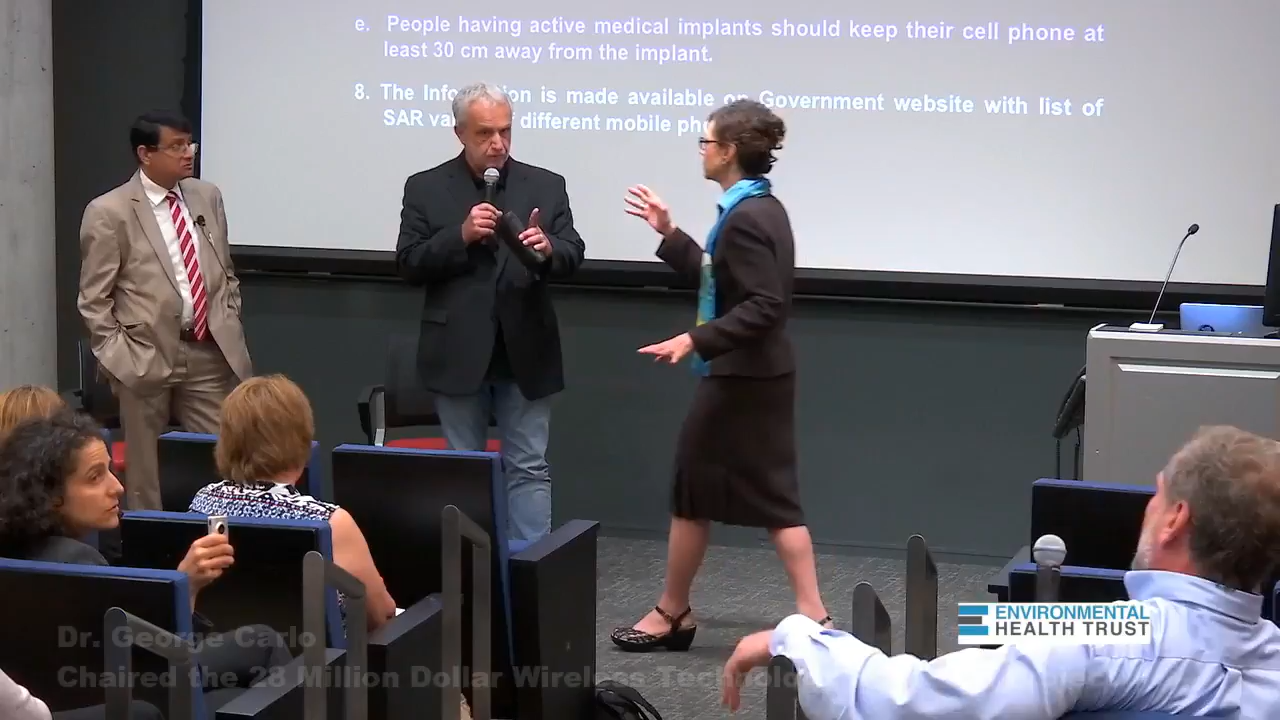 e. People having active medical implants should keep their cell phone at
least 30 cm away from the implant.
8. The Information is made available on Government website with list of
SAR different mobile
ENVIRONMENTAL
HEALTH TRUST
Dr. George Carlo
Chaired the 28 Million Dollar Wireless